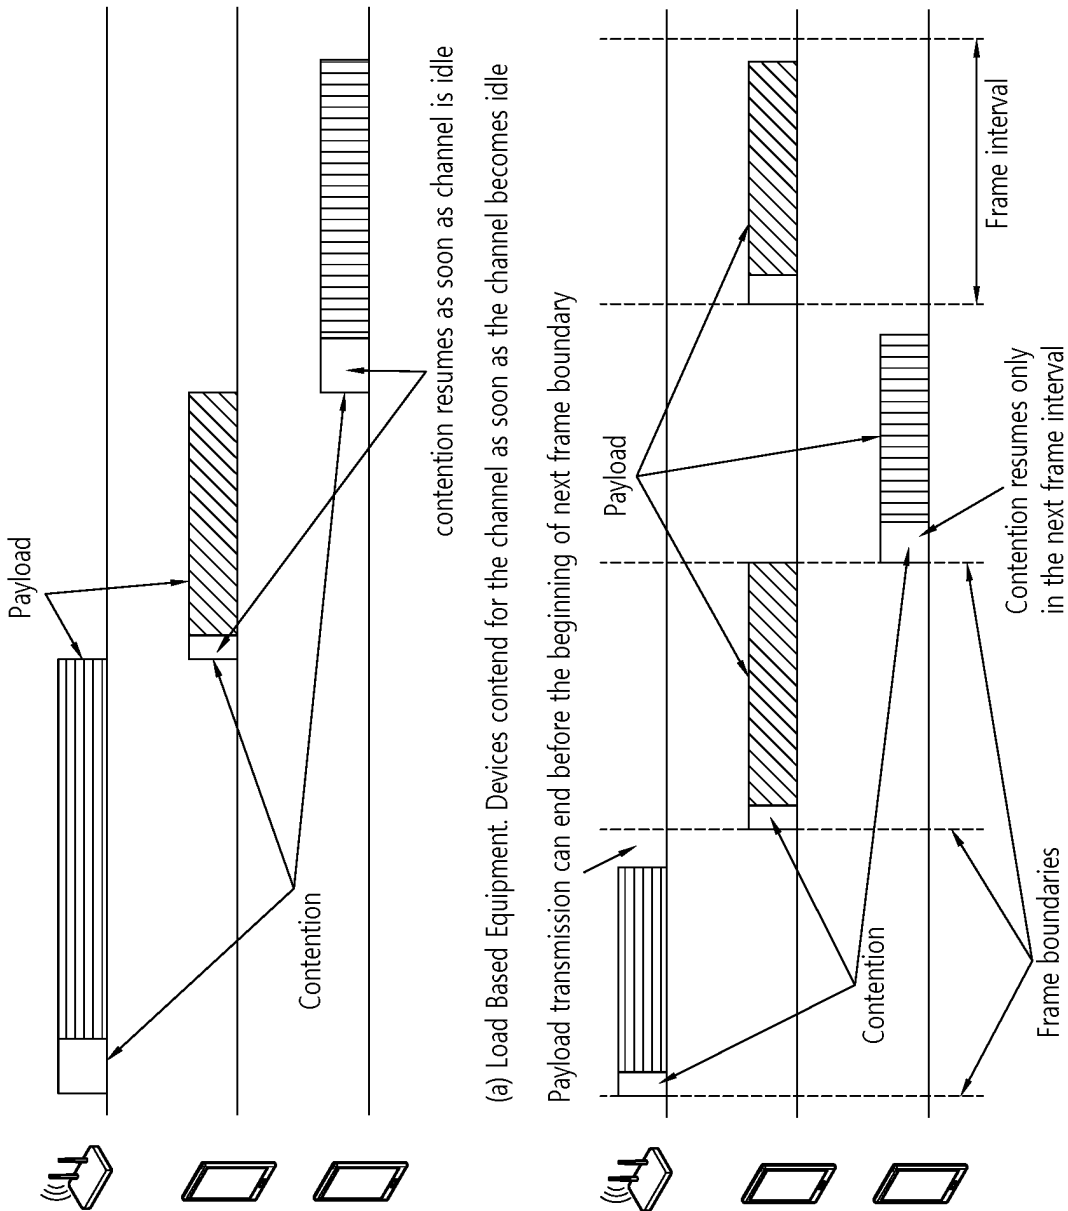 Payload
Contention
contention resumes as soon as channel is idle
(a) Load Based Equipment. Devices contend for the channel as soon as the channel becomes idle
Payload transmission can end before the beginning of next frame boundary
Payload
Contention
Contention resumes only
in the next frame interval
Frame interval
Frame boundaries